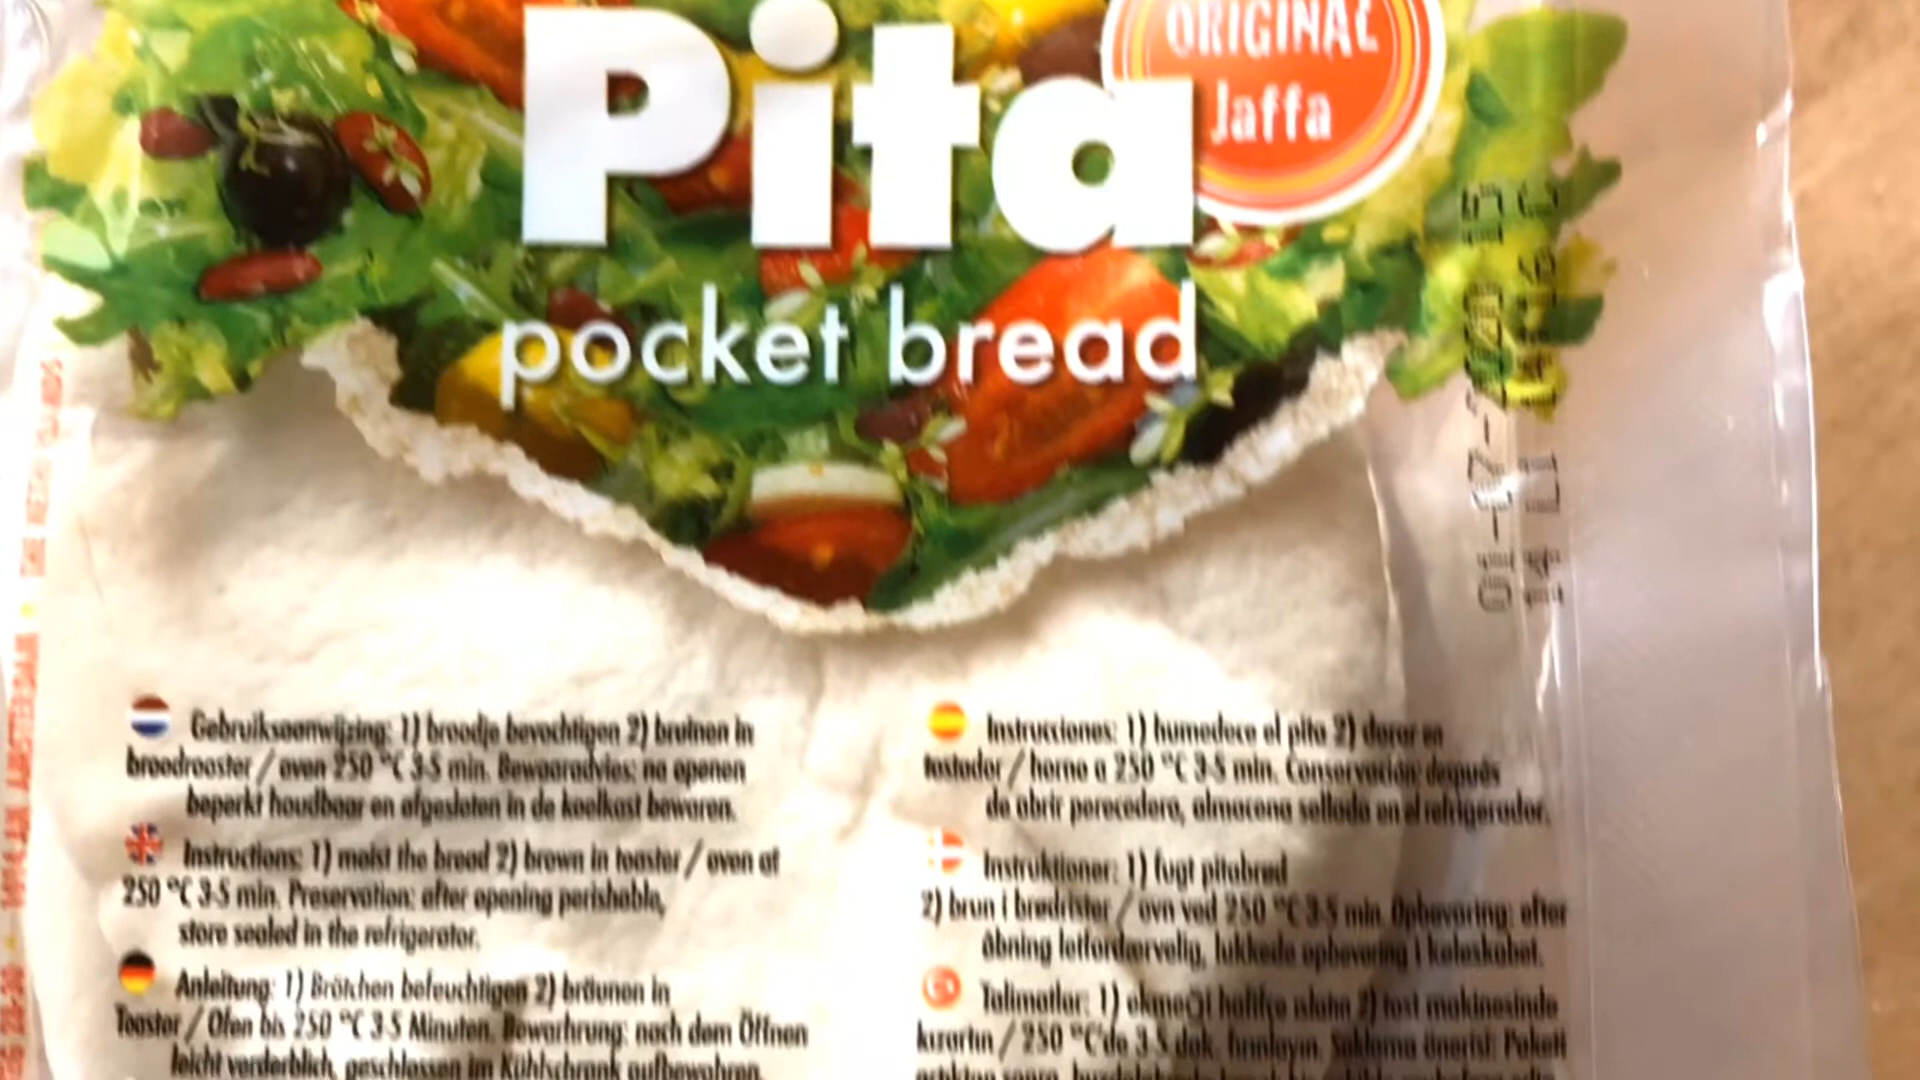 ORIGINAL
Jaffa
Pita
pocket bread
Gebruiksaanwijzing: 1) broodje bevochtigen 2) bruinen in
broodrooster / oven 250 °C 3-5 min. Bewaaradvies: na openen
beperkt houdbaar en afgesloten in de koelkast bewaren.
Instructions: 1) moist the bread 2) brown in toaster / oven at
250 °C 3-5 min. Preservation: after opening perishable,
store sealed in the refrigerator.
Anleitung: 1) Brötchen befeuchtigen 2) bräunen in
Toaster / Ofen bis 250 °C 3-5 Minuten. Bewarhrung: nach dem Öffnen
leicht verderblich, geschlossen im Kühlschrank aufbewahren.
Instrucciones: 1) humedece el pita 2) dorar en
tostador / horno a 250 °C 3-5 min. Conservación: después
de abrir perecedera, almacena sellada en el refrigerador.
Instruktioner: 1) fugt pitabrød
2) brun i brødrister / ovn ved 250 °C 3-5 min. Opbevaring: efter
åbning letfordærvelig, lukkede opbevaring i køleskabet.
Talimatlar: 1) ekmeği hafifçe ıslatın 2) tost makinesinde
kızartın / 250 °C'de 3-5 dak. Saklama önerisi: Paketi